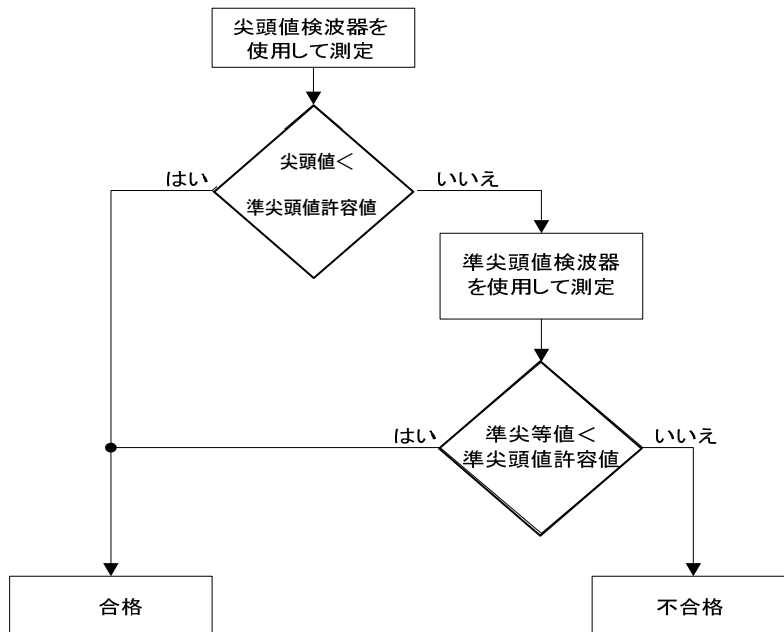 尖頭値検波器を
使用して測定
尖頭値＜
準尖頭値許容値
はい
いいえ
準尖頭値検波器
を使用して測定
準尖等値＜
準尖頭値許容値
はい
いいえ
合格
不合格